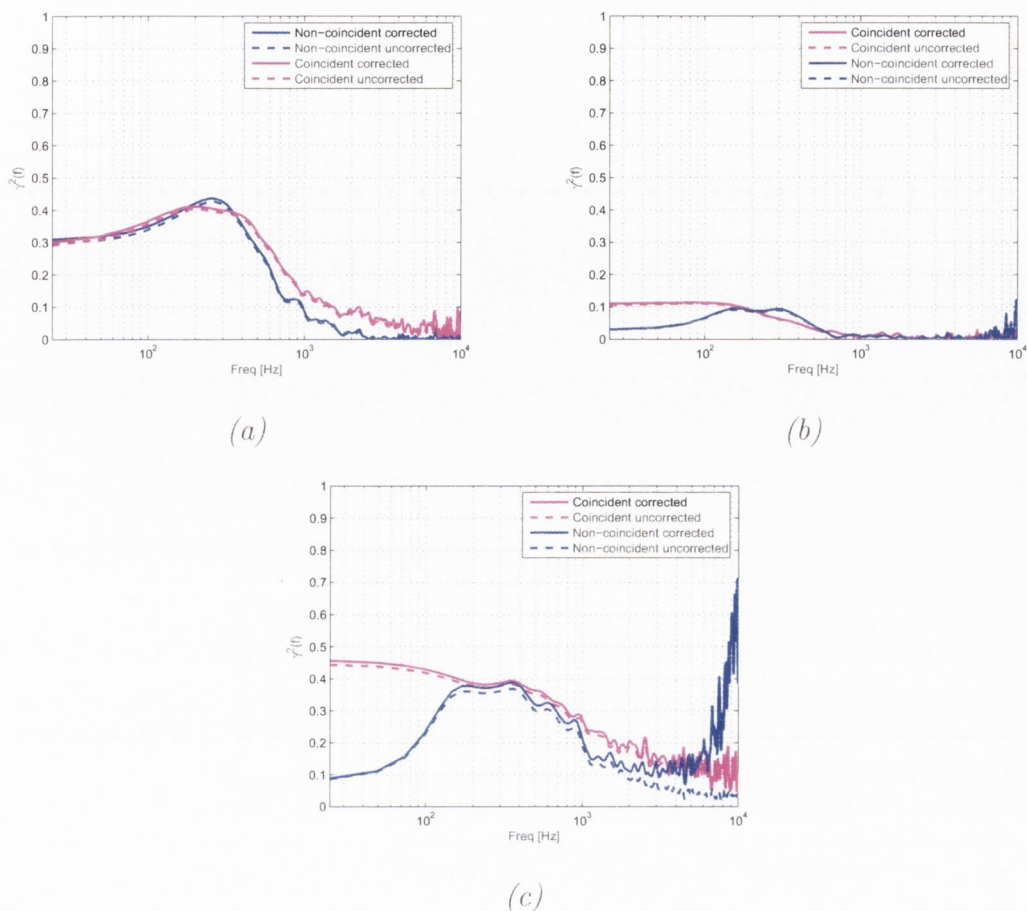 1
0.9
0.8
0.7
0.6
0.5
0.4
0.3
0.2
0.1
0
γ²(f)
10²
10³
10⁴
Freq [Hz]
Non-coincident corrected
Non-coincident uncorrected
Coincident corrected
Coincident uncorrected
(a)
1
0.9
0.8
0.7
0.6
0.5
0.4
0.3
0.2
0.1
0
γ²(f)
10²
10³
10⁴
Freq [Hz]
Coincident corrected
Coincident uncorrected
Non-coincident corrected
Non-coincident uncorrected
(b)
1
0.9
0.8
0.7
0.6
0.5
0.4
0.3
0.2
0.1
0
γ²(f)
10²
10³
10⁴
Freq [Hz]
Coincident corrected
Coincident uncorrected
Non-coincident corrected
Non-coincident uncorrected
(c)